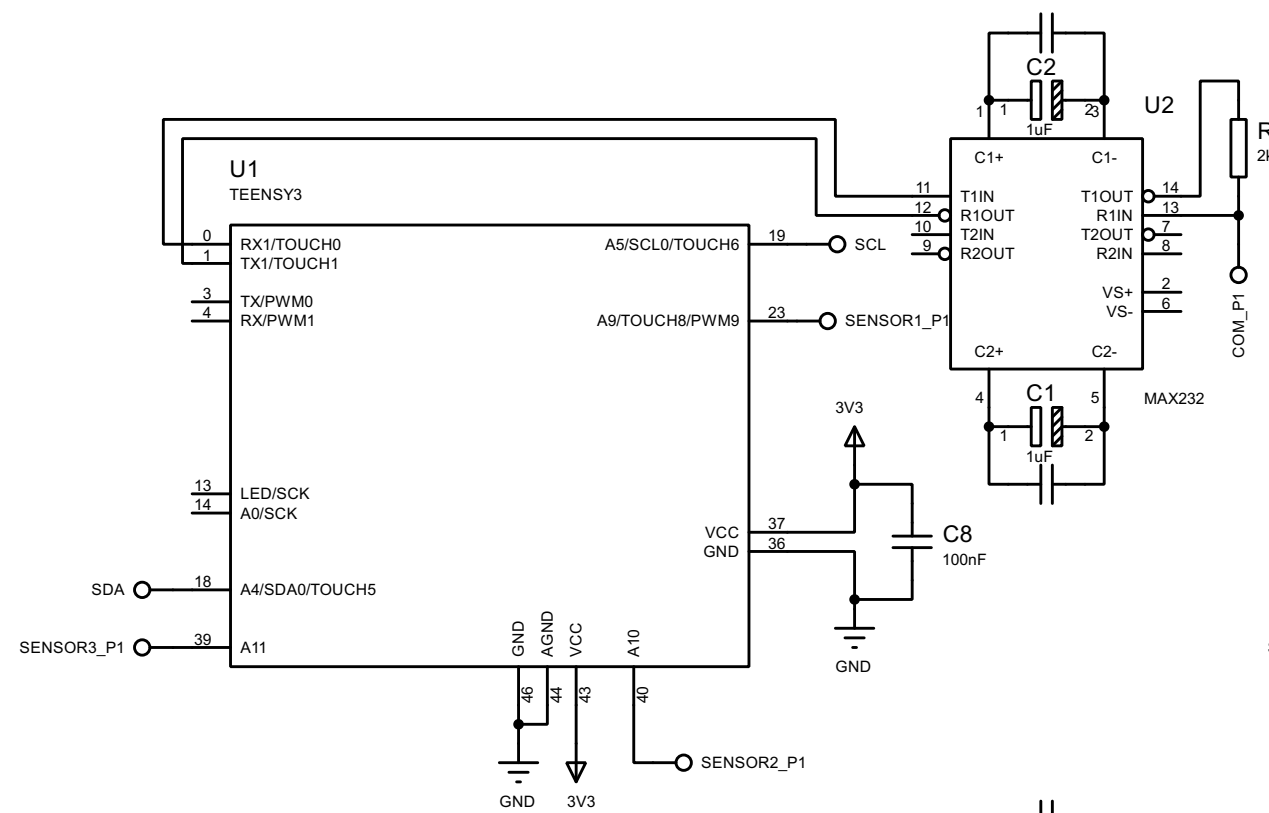 C2
U2
1
1
2
3
1uF
R
2k
C1+
C1-
U1
TEENSY3
11
T1IN
T1OUT
14
12
R1OUT
R1IN
13
10
T2IN
T2OUT
7
9
R2OUT
R2IN
8
0
RX1/TOUCH0
A5/SCL0/TOUCH6
19
SCL
1
TX1/TOUCH1
VS+
2
VS-
6
3
TX/PWM0
4
RX/PWM1
A9/TOUCH8/PWM9
23
SENSOR1_P1
COM_P1
C2+
C2-
4
C1
5
MAX232
1
2
1uF
3V3
13
LED/SCK
14
A0/SCK
VCC
37
GND
36
C8
100nF
SDA
18
A4/SDA0/TOUCH5
SENSOR3_P1
39
A11
GND
AGND
VCC
A10
GND
46
44
43
40
SENSOR2_P1
GND
3V3